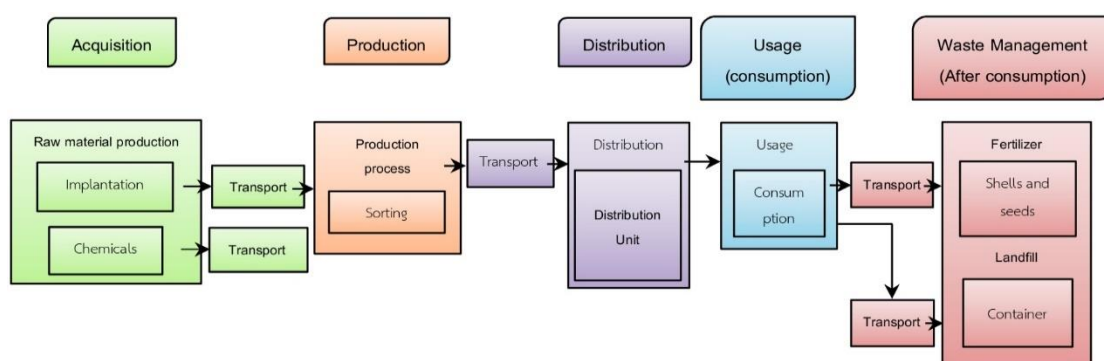 Acquisition
Production
Distribution
Usage
(consumption)
Waste Management
(After consumption)
Raw material production
Implantation
Chemicals
Transport
Transport
Production
process
Sorting
Transport
Distribution
Distribution
Unit
Usage
Consum
ption
Transport
Transport
Fertilizer
Shells and
seeds
Landfill
Container